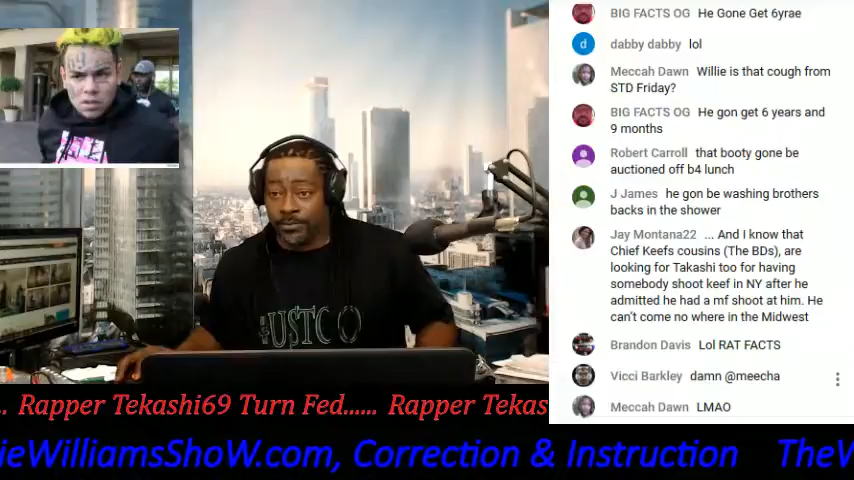 BIG FACTS OG He Gone Get 6yrae
dabby dabby lol
Meccah Dawn Willie is that cough from
STD Friday?
BIG FACTS OG He gon get 6 years and
9 months
Robert Carroll that booty gone be
auctioned off b4 lunch
J James he gon be washing brothers
backs in the shower
Jay Montana22 ... And I know that
Chief Keefs cousins (The BDs), are
looking for Takashi too for having
somebody shoot keef in NY after he
admitted he had a mf shoot at him. He
can't come no where in the Midwest
Brandon Davis Lol RAT FACTS
Vicci Barkley damn @meecha
Meccah Dawn LMAO
d
.. Rapper Tekashi69 Turn Fed...... Rapper Tekas
ieWilliamsShoW.com, Correction & Instruction TheW